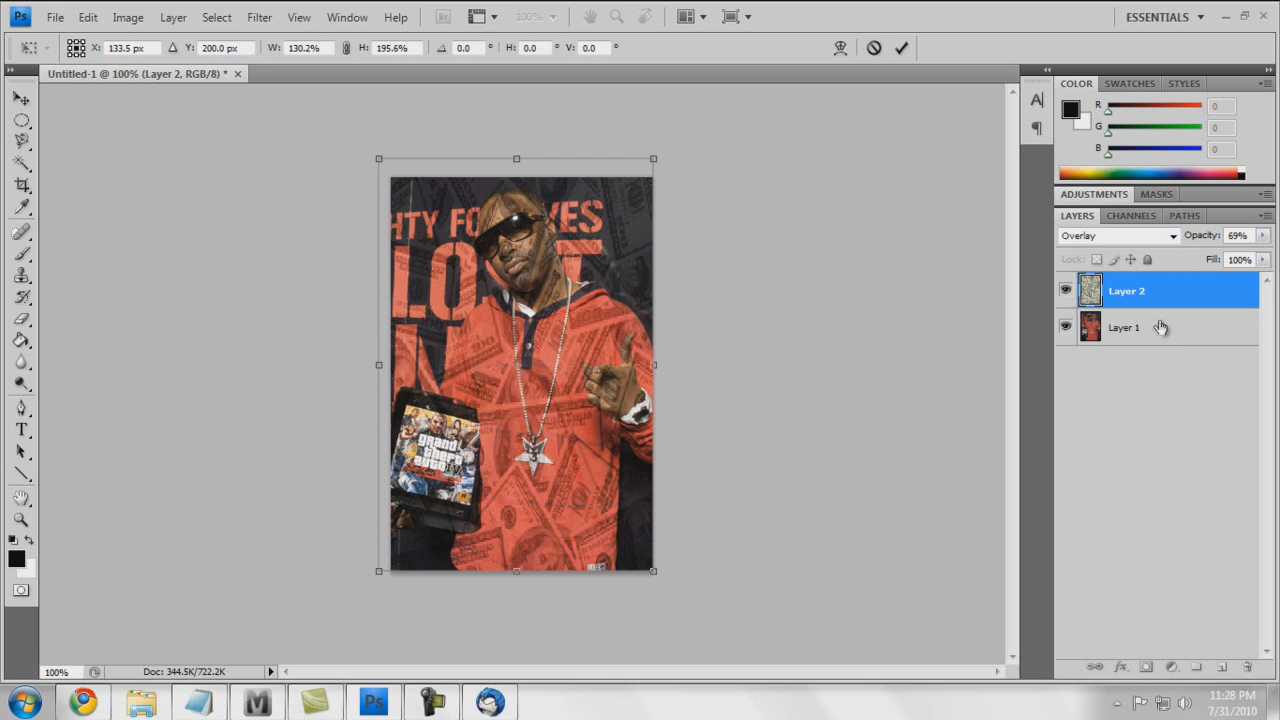 Ps File Edit Image Layer Select Filter View Window Help Br 100% ESSENTIALS
X: 133.5 px Y: 200.0 px W: 130.2% H: 195.6% 0.0 ° H: 0.0 ° V: 0.0 °
Untitled-1 @ 100% (Layer 2, RGB/8) * ×
COLOR SWATCHES STYLES
R 0
G 0
B 0
ADJUSTMENTS MASKS
LAYERS CHANNELS PATHS
Overlay Opacity: 69%
Lock: Fill: 100%
Layer 2
Layer 1
grand
theft
auto IV
100% Doc: 344.5K/722.2K
Ps
11:28 PM
7/31/2010